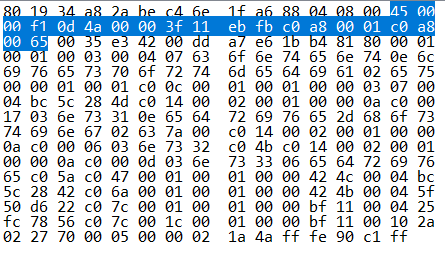 80 19 34 a8 2a be c4 6e 1f a6 88 04 08 00 45 00
00 f1 0d 4a 00 00 3f 11 eb fb c0 a8 00 01 c0 a8
00 65 00 35 e3 42 00 dd a7 e6 1b b4 81 80 00 01
00 01 00 03 00 04 07 63 6f 6e 74 6e 74 0e 6c
69 76 65 73 70 6f 72 74 6d 65 64 69 61 02 65 75
00 00 01 00 01 c0 0c 00 01 00 01 00 00 03 07 00
04 bc 5c 28 4d c0 14 00 02 00 01 00 00 0a c0 00
17 03 6e 73 31 0e 65 64 72 69 76 65 2d 68 6f 73
74 69 6e 67 02 63 7a 00 c0 14 00 02 00 01 00 00
0a c0 00 06 03 6e 73 32 c0 4b c0 14 00 02 00 01
00 00 0a c0 00 0d 03 6e 73 33 06 65 64 72 69 76
65 c0 5a c0 47 00 01 00 01 00 00 42 4c 00 04 bc
5c 28 42 c0 6a 00 01 00 01 00 00 42 4b 00 04 5f
50 d6 22 c0 7c 00 01 00 01 00 00 bf 11 00 04 25
fc 78 56 c0 7c 00 1c 00 01 00 00 bf 11 00 10 2a
02 27 70 00 05 00 00 02 1a 4a ff fe 90 c1 ff